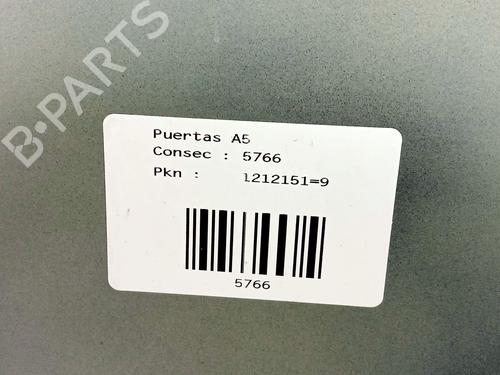 B-PARTS
Puertas A5
Consec : 5766
Pkn : 1212151=9
5766